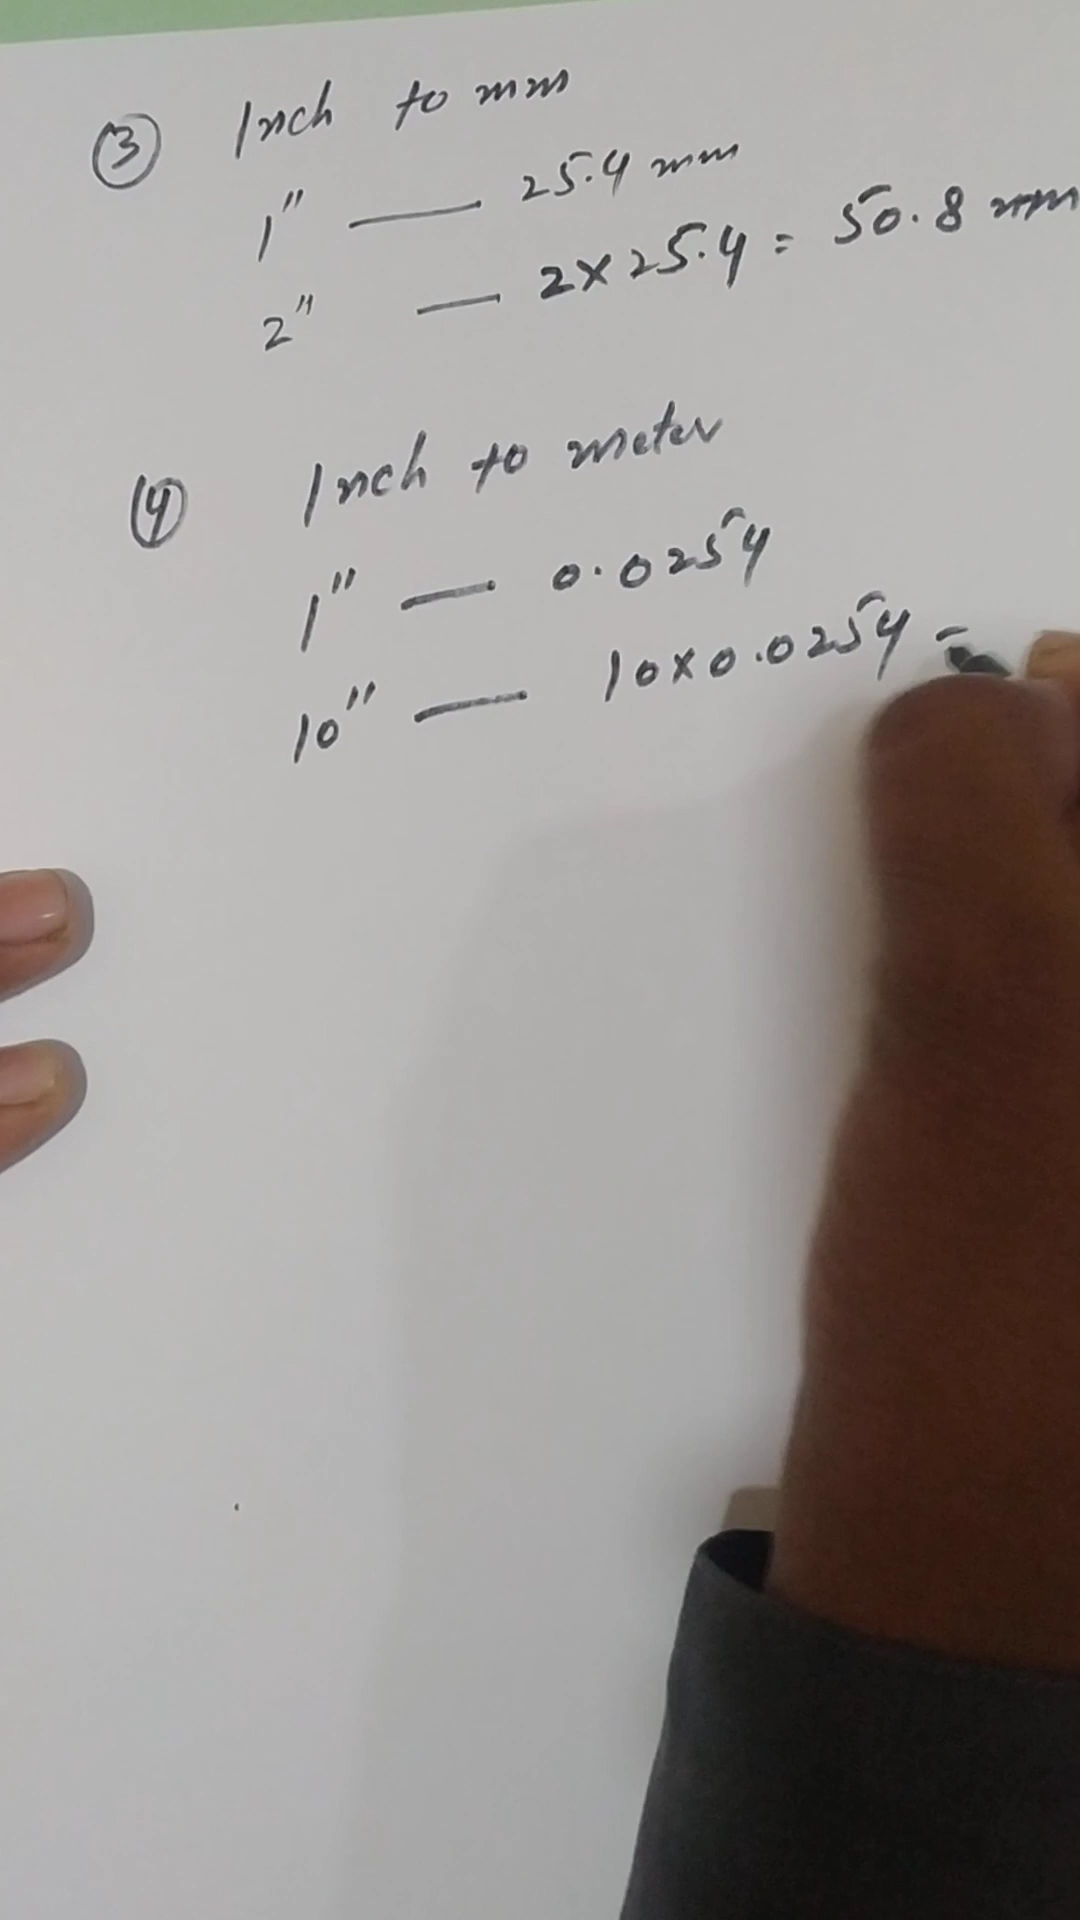 ③ Inch to mm
1" — 25.4 mm
2" — 2×25.4 = 50.8 mm
④ Inch to meter
1" — 0.0254
10" — 10×0.0254 =